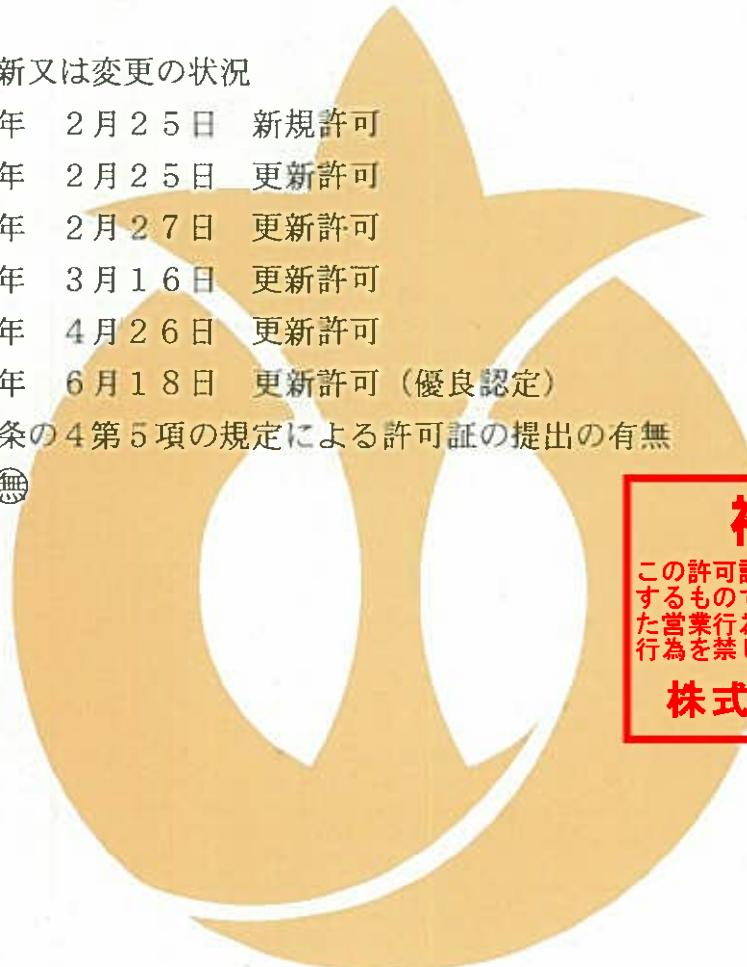 新又は変更の状況
年　２月２５日　新規許可
年　２月２５日　更新許可
年　２月２７日　更新許可
年　３月１６日　更新許可
年　４月２６日　更新許可
年　６月１８日　更新許可（優良認定）
条の４第５項の規定による許可証の提出の有無
無
この許可
するもので
た営業行
行為を禁
株式